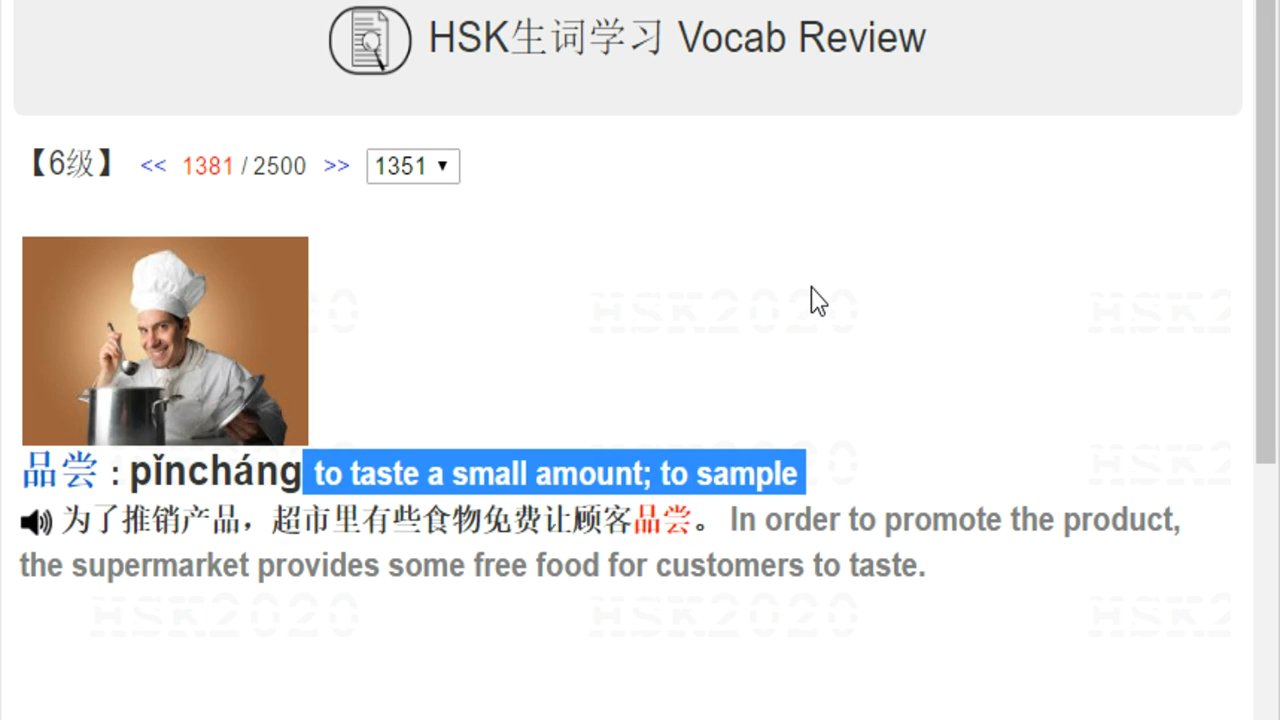 HSK生词学习 Vocab Review
【6级】 << 1381 / 2500 >> 1351
品尝 : pǐncháng to taste a small amount; to sample
为了推销产品，超市里有些食物免费让顾客品尝。 In order to promote the product,
the supermarket provides some free food for customers to taste.
HSK2020 HSK2020 HSK2